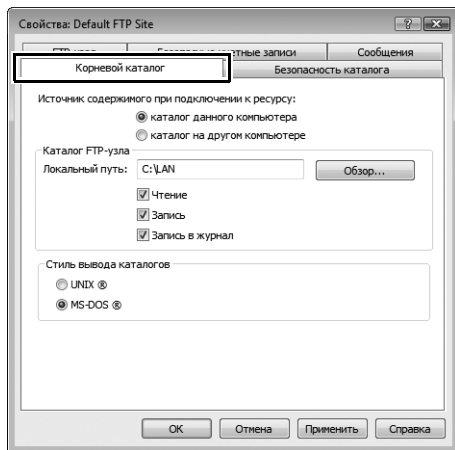 Свойства: Default FTP Site
Сообщения
Корневой каталог
Безопасность каталога
Источник содержимого при подключении к ресурсу:
каталог данного компьютера
каталог на другом компьютере
Каталог FTP-узла
Локальный путь: C:\LAN Обзор...
Чтение
Запись
Запись в журнал
Стиль вывода каталогов
UNIX ®
MS-DOS ®
OK Отмена Применить Справка